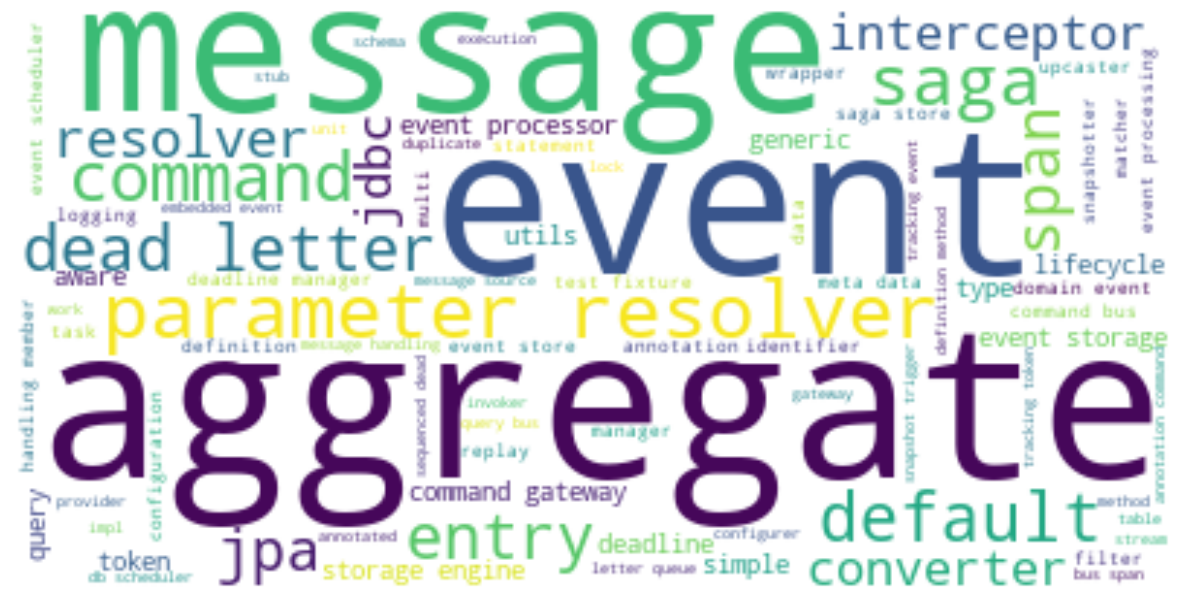 message
interceptor
event scheduler
schema
execution
stub
wrapper
saga
upcaster
saga store
resolver
unit
jdbc
event processor
duplicate
statement
generic
span
snapshotter
matcher
event processing
command
lock
event
logging
embedded event
multi
dead letter
utils
data
tracking event
definition method
lifecycle
aware
deadline manager
message source
test fixture
meta data
type
domain event
work
task
parameter resolver
command bus
event storage
definition
message handling
event store
annotation
identifier
handling member
aggregate
configuration
sequenced dead
invoker
query bus
replay
manager
gateway
snapshot trigger
tracking token
annotation command
query
provider
impl
token
db scheduler
jpa
annotated
command gateway
entry
storage engine
deadline
letter queue
configurer
simple
default
converter
method
table
stream
filter
bus span